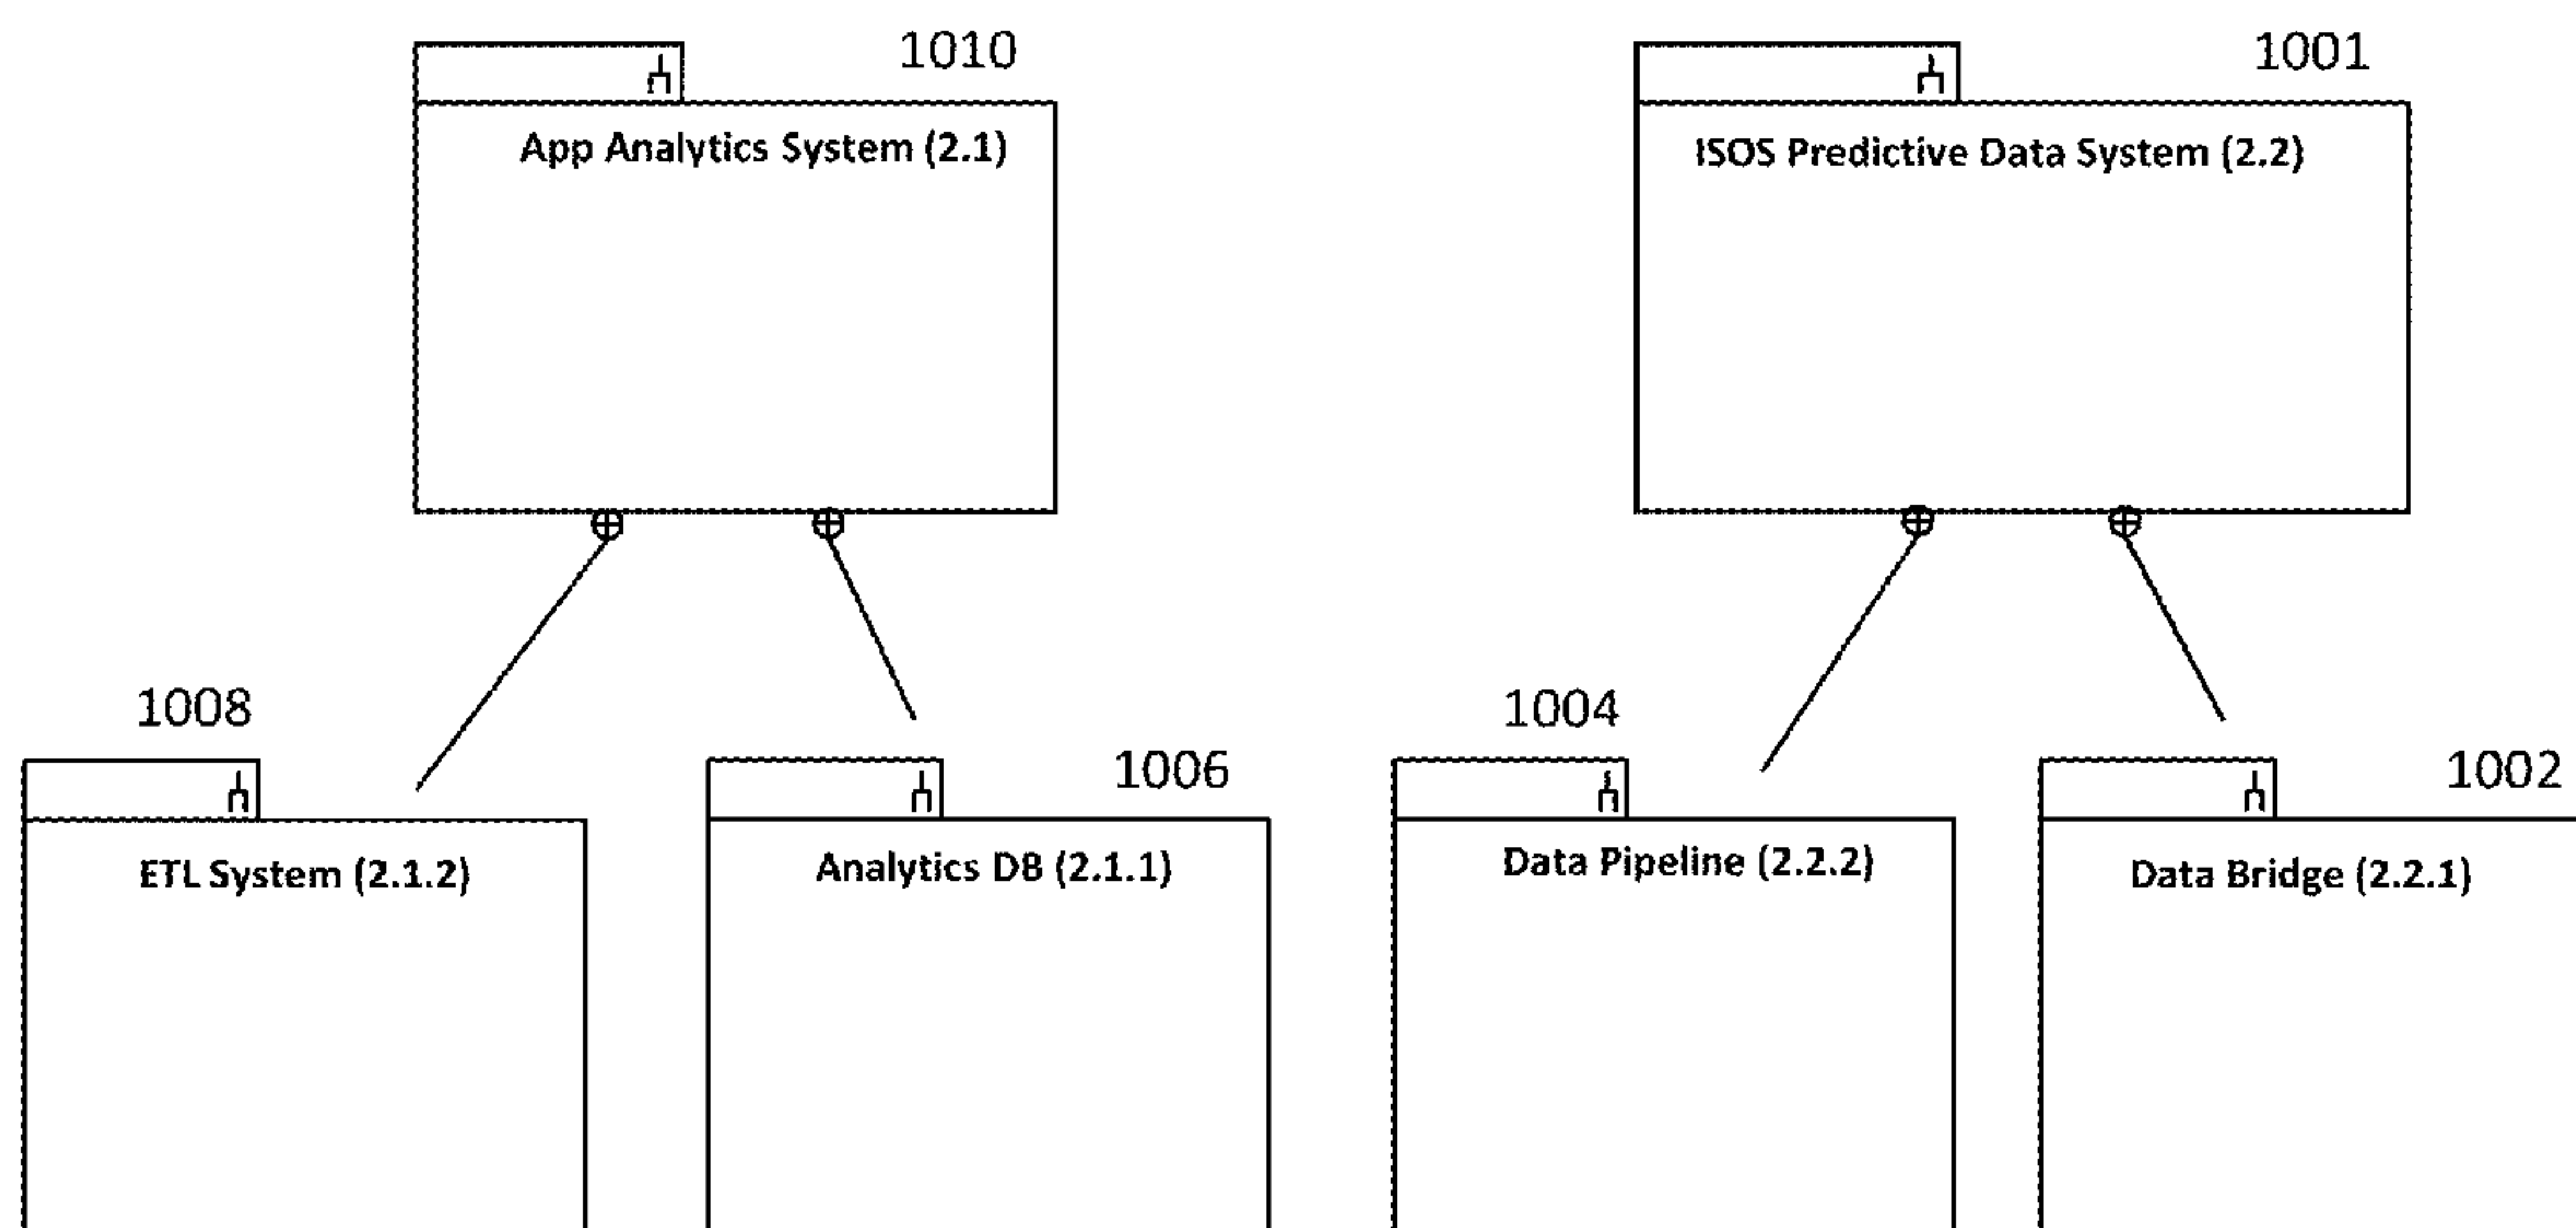 1010
App Analytics System (2.1)
1001
ISOS Predictive Data System (2.2)
1008
ETL System (2.1.2)
1006
Analytics DB (2.1.1)
1004
Data Pipeline (2.2.2)
1002
Data Bridge (2.2.1)